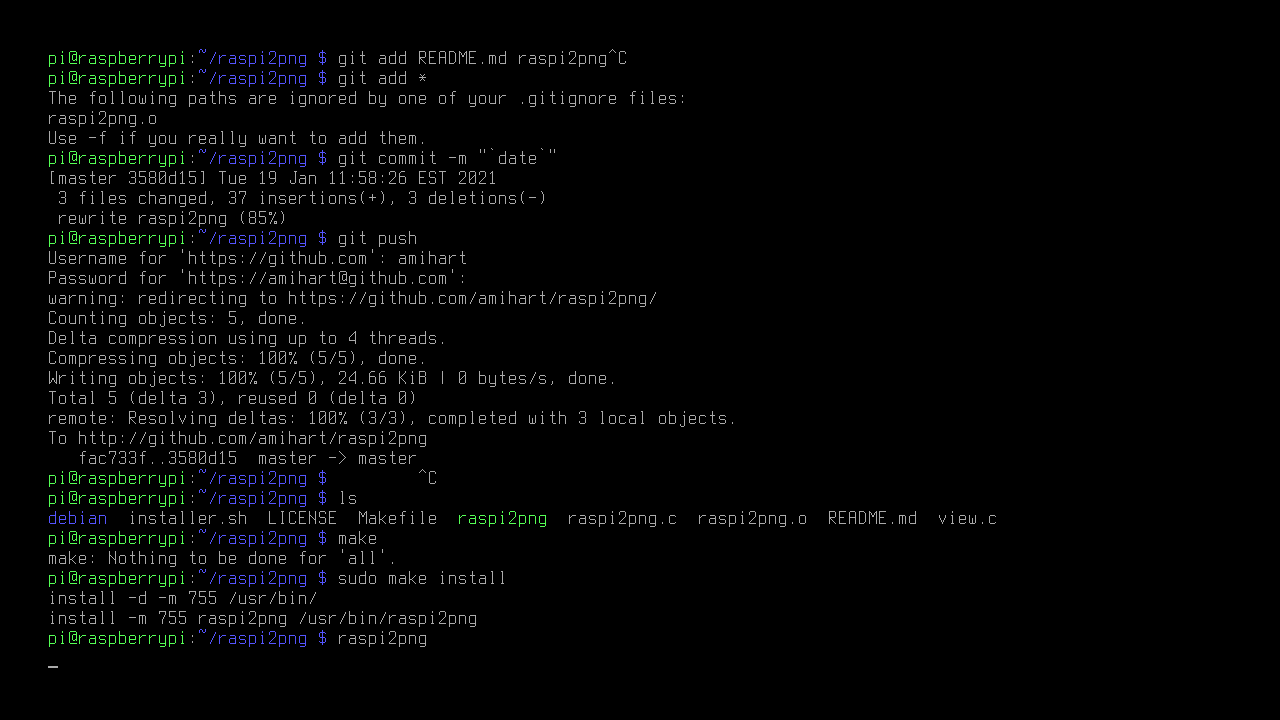 pi@raspberrypi:~/raspi2png $ git add README.md raspi2png^C
pi@raspberrypi:~/raspi2png $ git add *
The following paths are ignored by one of your .gitignore files:
raspi2png.o
Use -f if you really want to add them.
pi@raspberrypi:~/raspi2png $ git commit -m "`date`"
[master 3580d15] Tue 19 Jan 11:58:26 EST 2021
 3 files changed, 37 insertions(+), 3 deletions(-)
 rewrite raspi2png (85%)
pi@raspberrypi:~/raspi2png $ git push
Username for 'https://github.com': amihart
Password for 'https://amihart@github.com':
warning: redirecting to https://github.com/amihart/raspi2png/
Counting objects: 5, done.
Delta compression using up to 4 threads.
Compressing objects: 100% (5/5), done.
Writing objects: 100% (5/5), 24.66 KiB | 0 bytes/s, done.
Total 5 (delta 3), reused 0 (delta 0)
remote: Resolving deltas: 100% (3/3), completed with 3 local objects.
To http://github.com/amihart/raspi2png
   fac733f..3580d15  master -> master
pi@raspberrypi:~/raspi2png $         ^C
pi@raspberrypi:~/raspi2png $ ls
debian  installer.sh  LICENSE  Makefile  raspi2png  raspi2png.c  raspi2png.o  README.md  view.c
pi@raspberrypi:~/raspi2png $ make
make: Nothing to be done for 'all'.
pi@raspberrypi:~/raspi2png $ sudo make install
install -d -m 755 /usr/bin/
install -m 755 raspi2png /usr/bin/raspi2png
pi@raspberrypi:~/raspi2png $ raspi2png
_